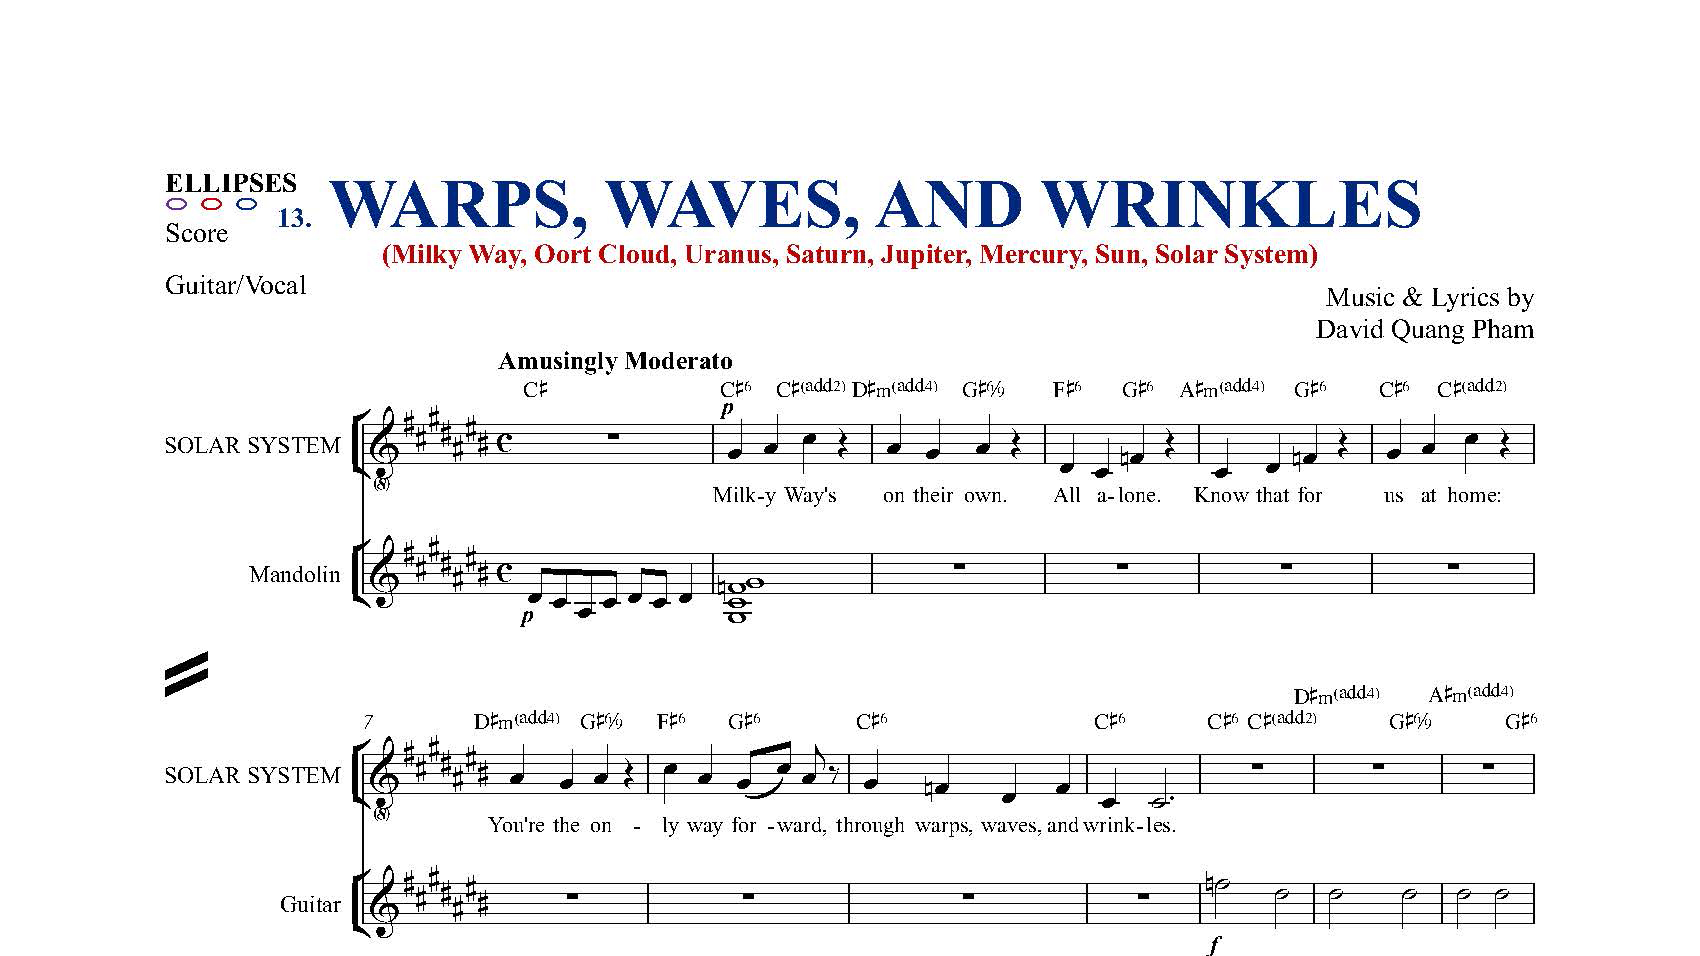 ELLIPSES
13. WARPS, WAVES, AND WRINKLES
Score
(Milky Way, Oort Cloud, Uranus, Saturn, Jupiter, Mercury, Sun, Solar System)
Guitar/Vocal
Music & Lyrics by
David Quang Pham
Amusingly Moderato
C♯ C♯6 C♯(add2) D♯m(add4) G♯6/9 F♯6 G♯6 A♯m(add4) G♯6 C♯6 C♯(add2)
p
SOLAR SYSTEM
(8)
Milk-y Way's on their own. All a-lone. Know that for us at home:
Mandolin
p
D♯m(add4) A♯m(add4)
7 D♯m(add4) G♯6/9 F♯6 G♯6 C♯6 C♯6 C♯6 C♯(add2) G♯6/9 G♯6
SOLAR SYSTEM
(8)
You're the on - ly way for -ward, through warps, waves, and wrink-les.
Guitar
f